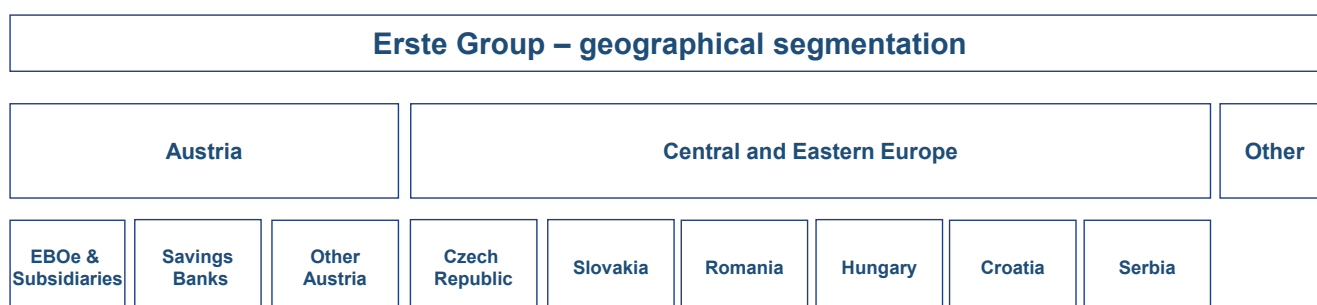 Erste Group – geographical segmentation
Austria
Central and Eastern Europe
Other
EBOe &
Subsidiaries
Savings
Banks
Other
Austria
Czech
Republic
Slovakia
Romania
Hungary
Croatia
Serbia